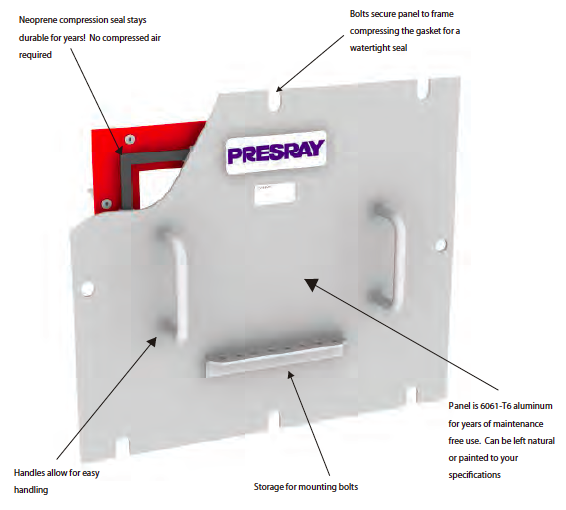 Neoprene compression seal stays
durable for years! No compressed air
required
Bolts secure panel to frame
compressing the gasket for a
watertight seal
PRESRAY
Panel is 6061-T6 aluminum
for years of maintenance
free use. Can be left natural
or painted to your
specifications
Handles allow for easy
handling
Storage for mounting bolts